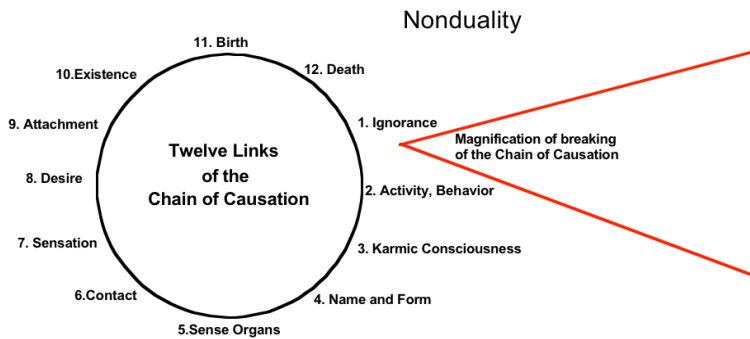 Nonduality
11. Birth
12. Death
10.Existence
1. Ignorance
9. Attachment
Magnification of breaking
of the Chain of Causation
Twelve Links
of the
Chain of Causation
8. Desire
2. Activity, Behavior
7. Sensation
3. Karmic Consciousness
6.Contact
4. Name and Form
5.Sense Organs